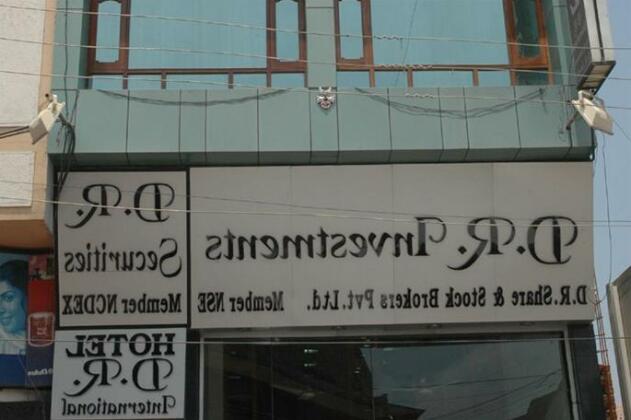 D.R. Investments
D.R. Share & Stock Brokers Pvt. Ltd. Member NSE
D.R.
Securities
Member NCDEX
HOTEL
D.R.
International